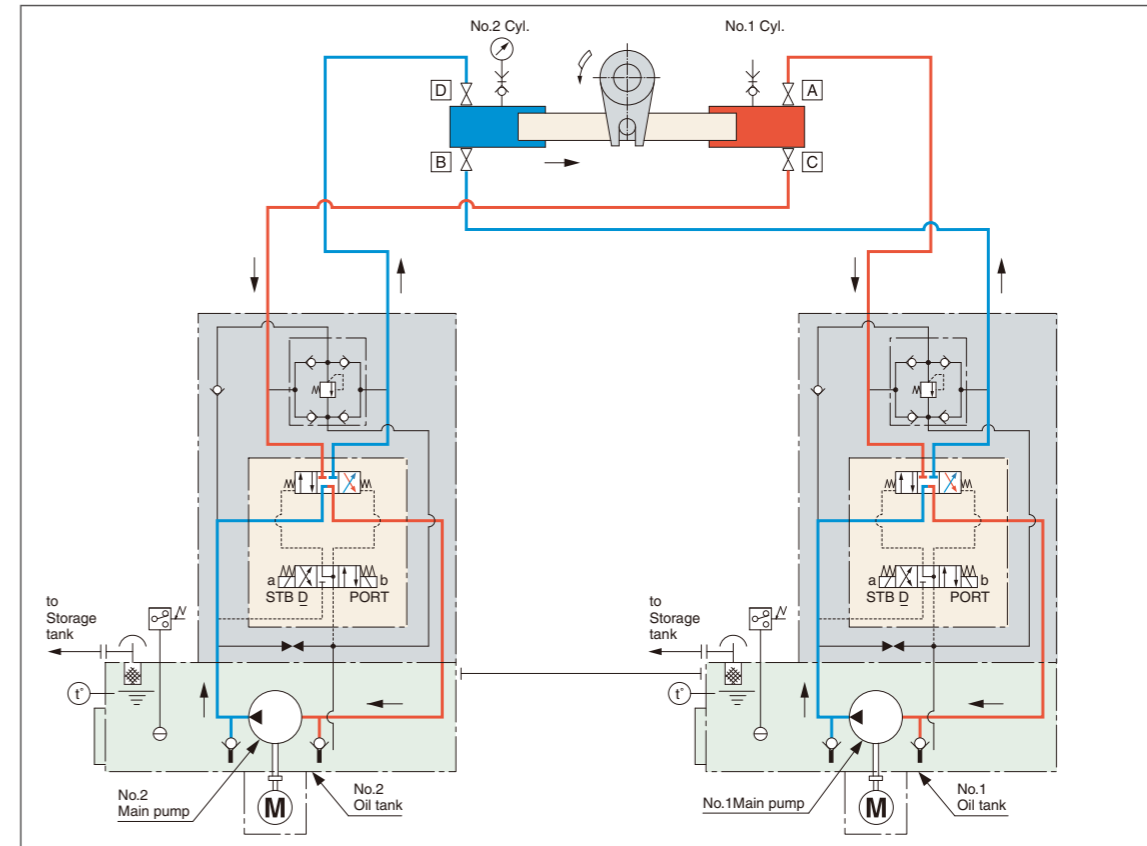 No.2 Cyl.
No.1 Cyl.
D
A
B
C
a
b
STB D
PORT
a
b
STB D
PORT
to
Storage
tank
to
Storage
tank
t°
t°
No.2
Main pump
M
No.2
Oil tank
No.1Main pump
M
No.1
Oil tank